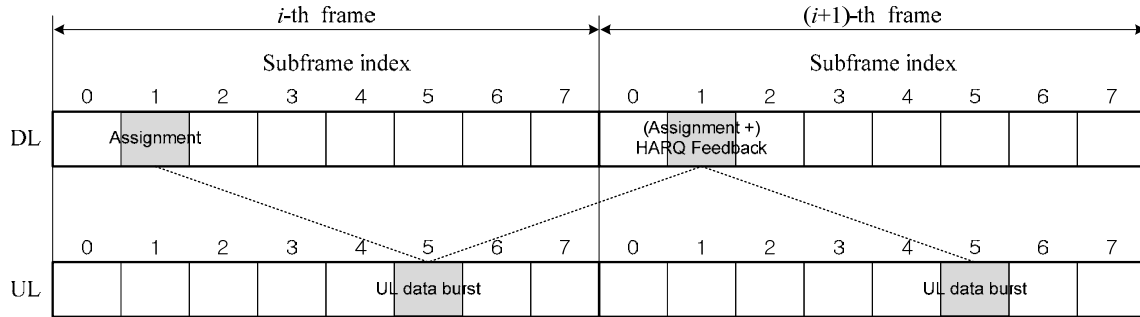 i-th frame (i+1)-th frame
Subframe index Subframe index
0 1 2 3 4 5 6 7 0 1 2 3 4 5 6 7
DL Assignment (Assignment +)
HARQ Feedback
0 1 2 3 4 5 6 7 0 1 2 3 4 5 6 7
UL UL data burst UL data burst